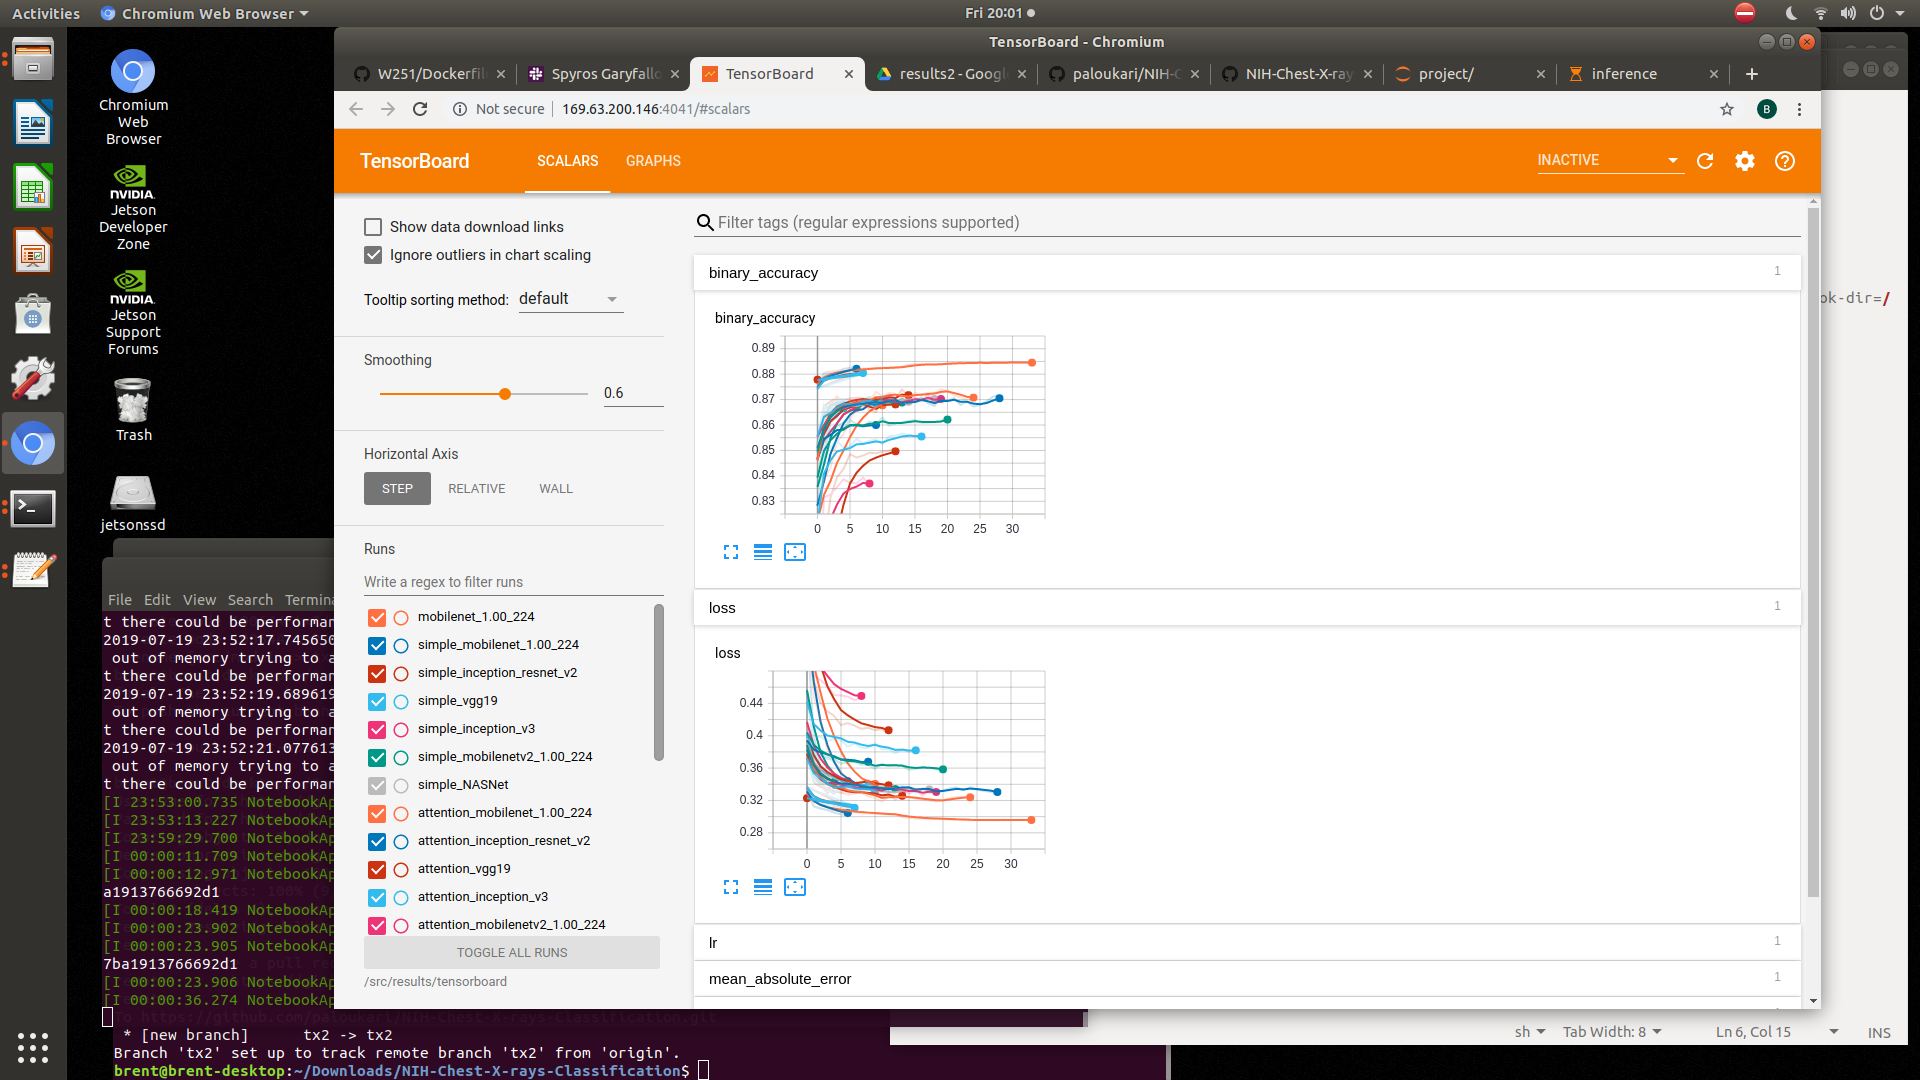 Activities
Chromium Web Browser
Fri 20:01
TensorBoard - Chromium
W251/Dockerfil
Spyros Garyfallo
TensorBoard
results2 - Googl
paloukari/NIH-C
NIH-Chest-X-ray
project/
inference
Not secure
169.63.200.146:4041/#scalars
B
TensorBoard
SCALARS
GRAPHS
INACTIVE
Show data download links
Ignore outliers in chart scaling
Tooltip sorting method: default
Smoothing
0.6
Horizontal Axis
STEP
RELATIVE
WALL
Runs
Write a regex to filter runs
mobilenet_1.00_224
simple_mobilenet_1.00_224
simple_inception_resnet_v2
simple_vgg19
simple_inception_v3
simple_mobilenetv2_1.00_224
simple_NASNet
attention_mobilenet_1.00_224
attention_inception_resnet_v2
attention_vgg19
attention_inception_v3
attention_mobilenetv2_1.00_224
TOGGLE ALL RUNS
/src/results/tensorboard
Filter tags (regular expressions supported)
binary_accuracy
1
binary_accuracy
0.89
0.88
0.87
0.86
0.85
0.84
0.83
0 5 10 15 20 25 30
loss
1
loss
0.44
0.4
0.36
0.32
0.28
0 5 10 15 20 25 30
lr
1
mean_absolute_error
1
Chromium
Web
Browser
NVIDIA.
Jetson
Developer
Zone
NVIDIA.
Jetson
Support
Forums
Trash
jetsonssd
File Edit View Search Termina
t there could be performan
2019-07-19 23:52:17.745650
out of memory trying to a
t there could be performan
2019-07-19 23:52:19.689619
out of memory trying to a
t there could be performan
2019-07-19 23:52:21.077613
out of memory trying to a
t there could be performan
[I 23:53:00.735 NotebookAp
[I 23:53:13.227 NotebookAp
[I 23:59:29.700 NotebookAp
[I 00:00:11.709 NotebookAp
[I 00:00:12.971 NotebookAp
a1913766692d1
[I 00:00:18.419 NotebookAp
[I 00:00:23.902 NotebookAp
[I 00:00:23.905 NotebookAp
7ba1913766692d1
[I 00:00:23.906 NotebookAp
[I 00:00:36.274 NotebookAp
To https://github.com/paloukari/NIH-Chest-X-rays-Classification.git
* [new branch] tx2 -> tx2
Branch 'tx2' set up to track remote branch 'tx2' from 'origin'.
brent@brent-desktop:~/Downloads/NIH-Chest-X-rays-Classification$
ok-dir=/
sh
Tab Width: 8
Ln 6, Col 15
INS